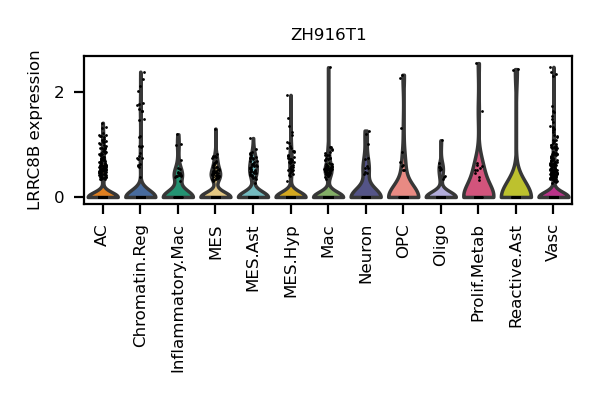 ZH916T1
LRRC8B expression
2
0
AC
Chromatin.Reg
Inflammatory.Mac
MES
MES.Ast
MES.Hyp
Mac
Neuron
OPC
Oligo
Prolif.Metab
Reactive.Ast
Vasc